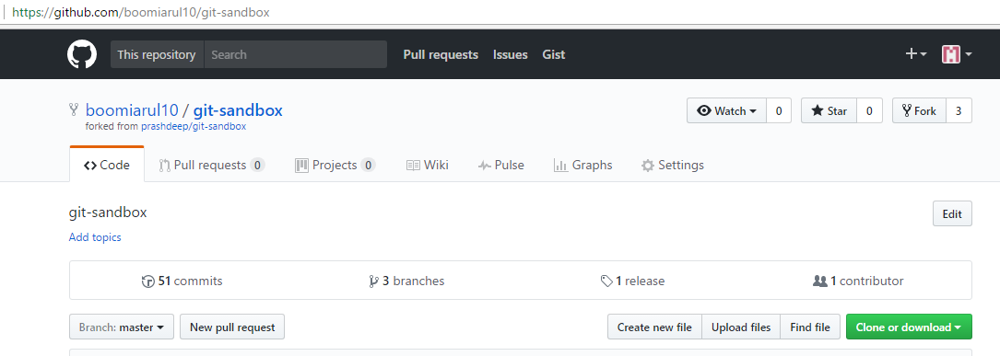 https://github.com/boomiarul10/git-sandbox
This repository Search Pull requests Issues Gist
boomiarul10 / git-sandbox Watch 0 Star 0 Fork 3
forked from prashdeep/git-sandbox
Code Pull requests 0 Projects 0 Wiki Pulse Graphs Settings
git-sandbox Edit
Add topics
51 commits 3 branches 1 release 1 contributor
Branch: master New pull request Create new file Upload files Find file Clone or download